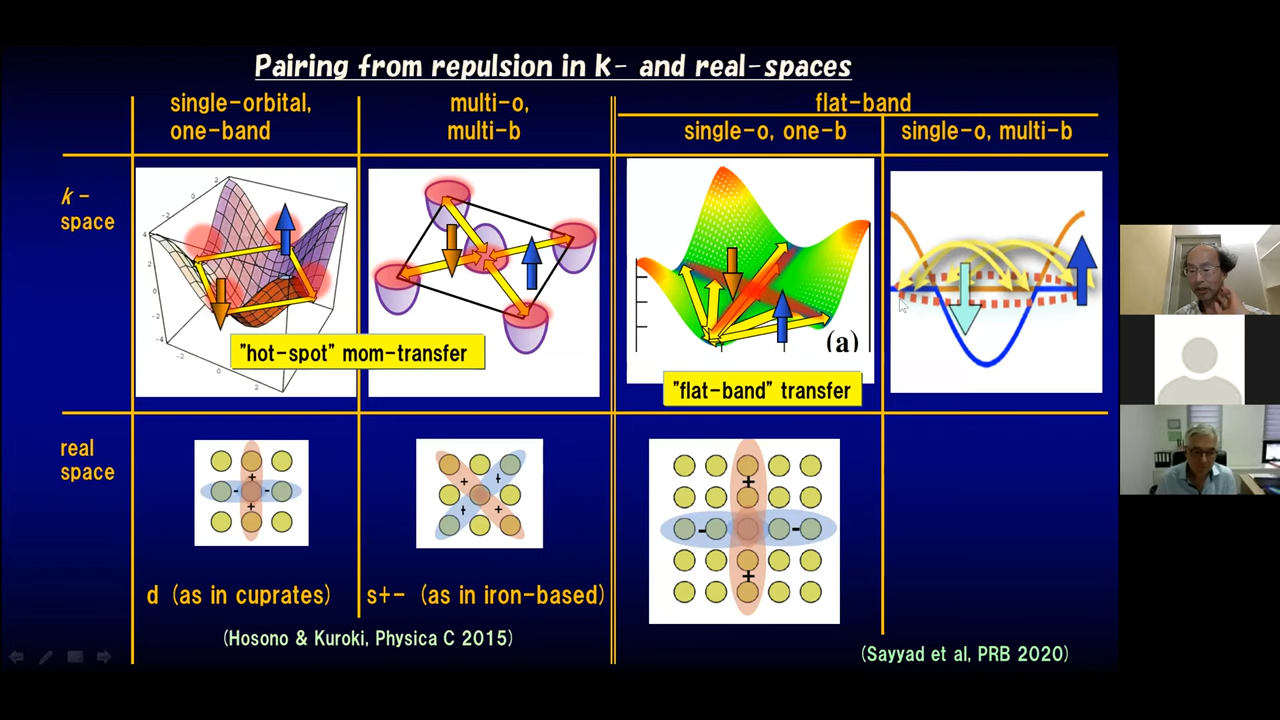 Pairing from repulsion in k- and real-spaces
single-orbital,
one-band
multi-o,
multi-b
flat-band
single-o, one-b
single-o, multi-b
k-
space
"hot-spot" mom-transfer
(a)
"flat-band" transfer
real
space
d (as in cuprates)
s+- (as in iron-based)
(Hosono & Kuroki, Physica C 2015)
(Sayyad et al, PRB 2020)